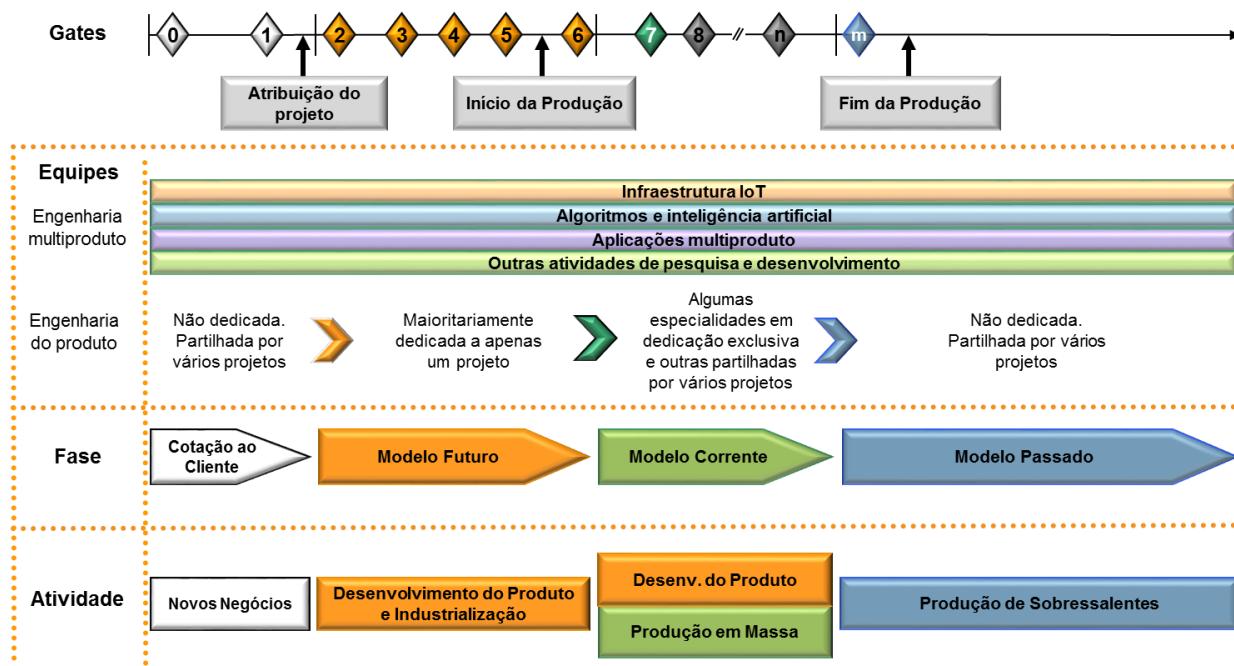 Gates
0
1
2
3
4
5
6
7
8
//
n
m
Atribuição do
projeto
Início da Produção
Fim da Produção
Equipes
Engenharia
multiproduto
Infraestrutura IoT
Algoritmos e inteligência artificial
Aplicações multiproduto
Outras atividades de pesquisa e desenvolvimento
Engenharia
do produto
Não dedicada.
Partilhada por
vários projetos
Maioritariamente
dedicada a apenas
um projeto
Algumas
especialidades em
dedicação exclusiva
e outras partilhadas
por vários projetos
Não dedicada.
Partilhada por vários
projetos
Fase
Cotação ao
Cliente
Modelo Futuro
Modelo Corrente
Modelo Passado
Atividade
Novos Negócios
Desenvolvimento do Produto
e Industrialização
Desenv. do Produto
Produção em Massa
Produção de Sobressalentes